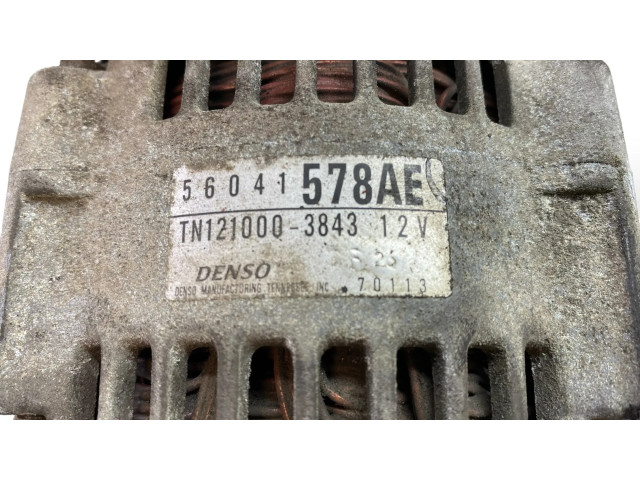 56041578AE
TN121000-3843 12V
DENSO
DENSO MANUFACTURING TENNESSEE, INC. 70113